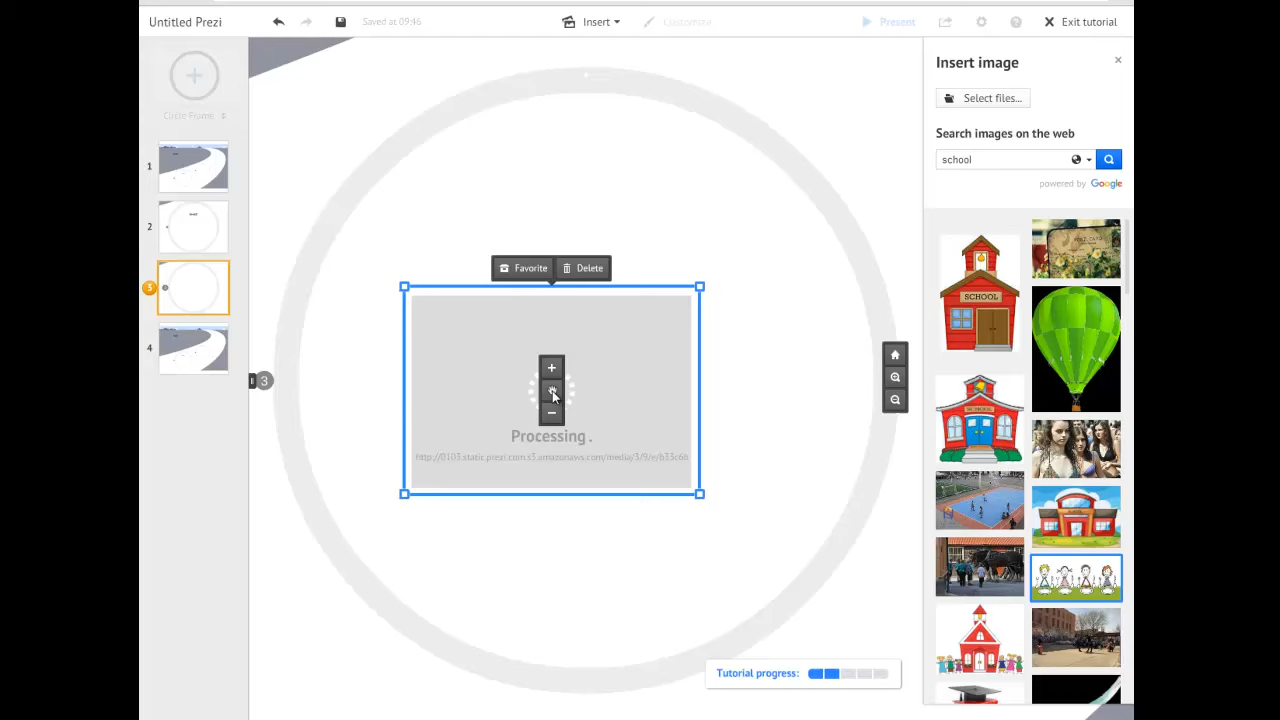 Untitled Prezi
Saved at 09:46
Insert
Customize
Present
Exit tutorial
Circle Frame
1
2
3
4
3
Favorite
Delete
Processing .
Insert image
Select files...
Search images on the web
school
powered by Google
SCHOOL
Tutorial progress: